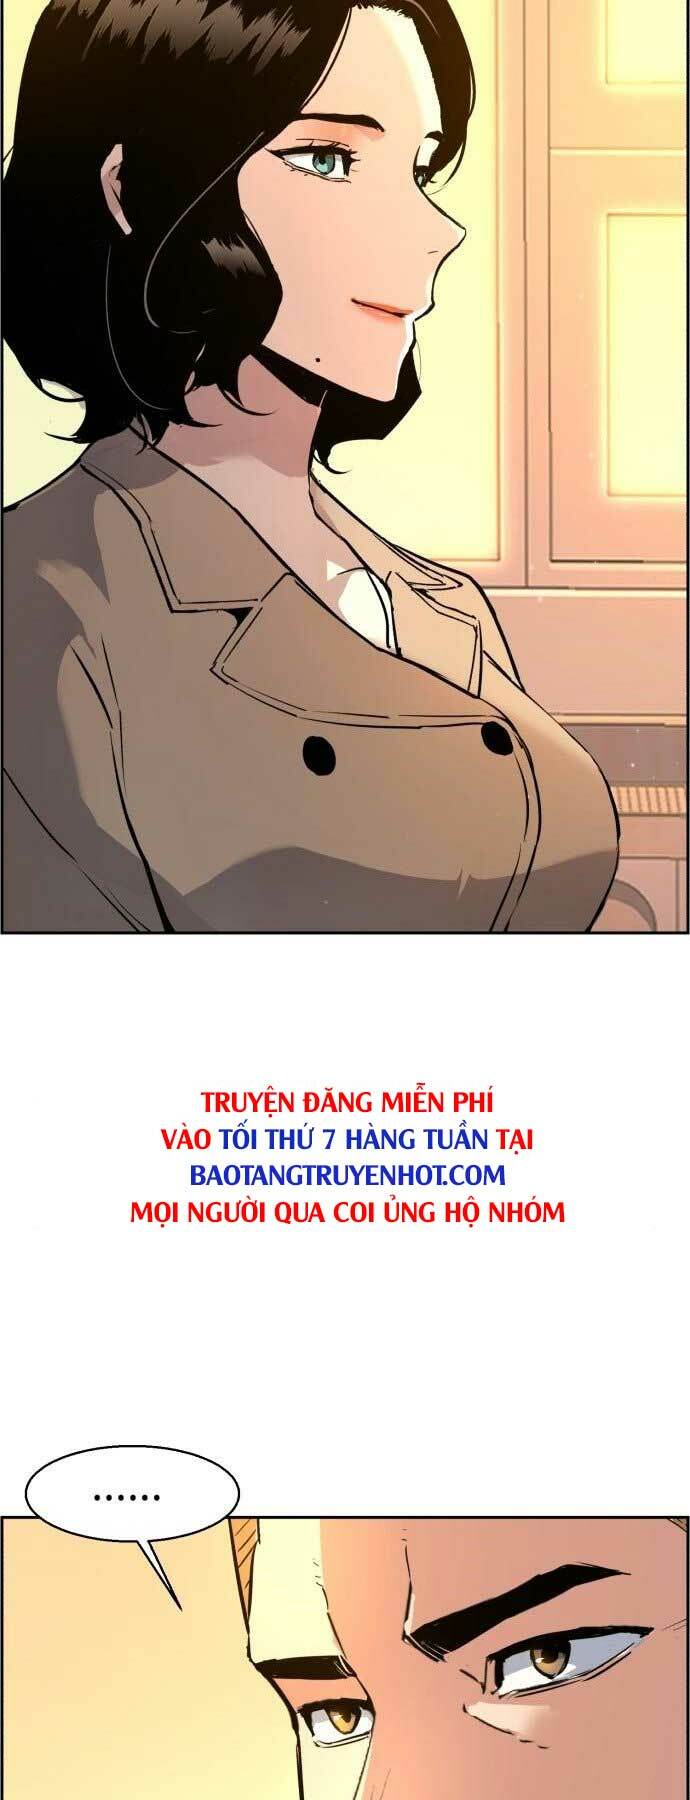 TRUYỆN ĐĂNG MIỄN PHÍ
VÀO TỐI THỨ 7 HÀNG TUẦN TẠI
BAOTANGTRUYENHOT.COM
MỌI NGƯỜI QUA COI ỦNG HỘ NHÓM
......